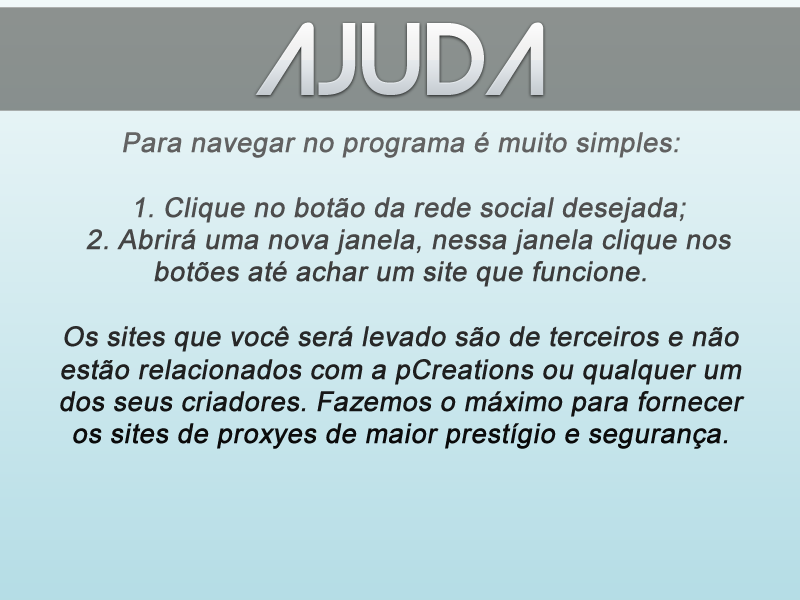 AJUDA
Para navegar no programa é muito simples:
1. Clique no botão da rede social desejada;
2. Abrirá uma nova janela, nessa janela clique nos
botões até achar um site que funcione.
Os sites que você será levado são de terceiros e não
estão relacionados com a pCreations ou qualquer um
dos seus criadores. Fazemos o máximo para fornecer
os sites de proxyes de maior prestígio e segurança.